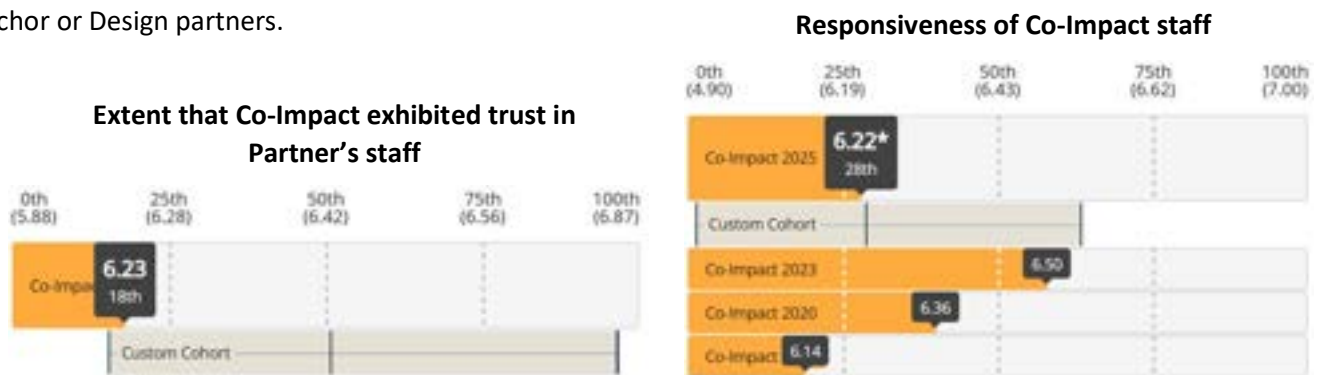 chor or Design partners.
Extent that Co-Impact exhibited trust in
Partner's staff
0th 25th 50th 75th 100th
(5.88) (6.28) (6.42) (6.56) (6.87)
Co-Impa 6.23
18th
Custom Cohort
Responsiveness of Co-Impact staff
0th 25th 50th 75th 100th
(4.90) (6.19) (6.43) (6.62) (7.00)
Co-Impact 2025 6.22*
28th
Custom Cohort
Co-Impact 2023 6.50
Co-Impact 2020 6.36
Co-Impact 6.14